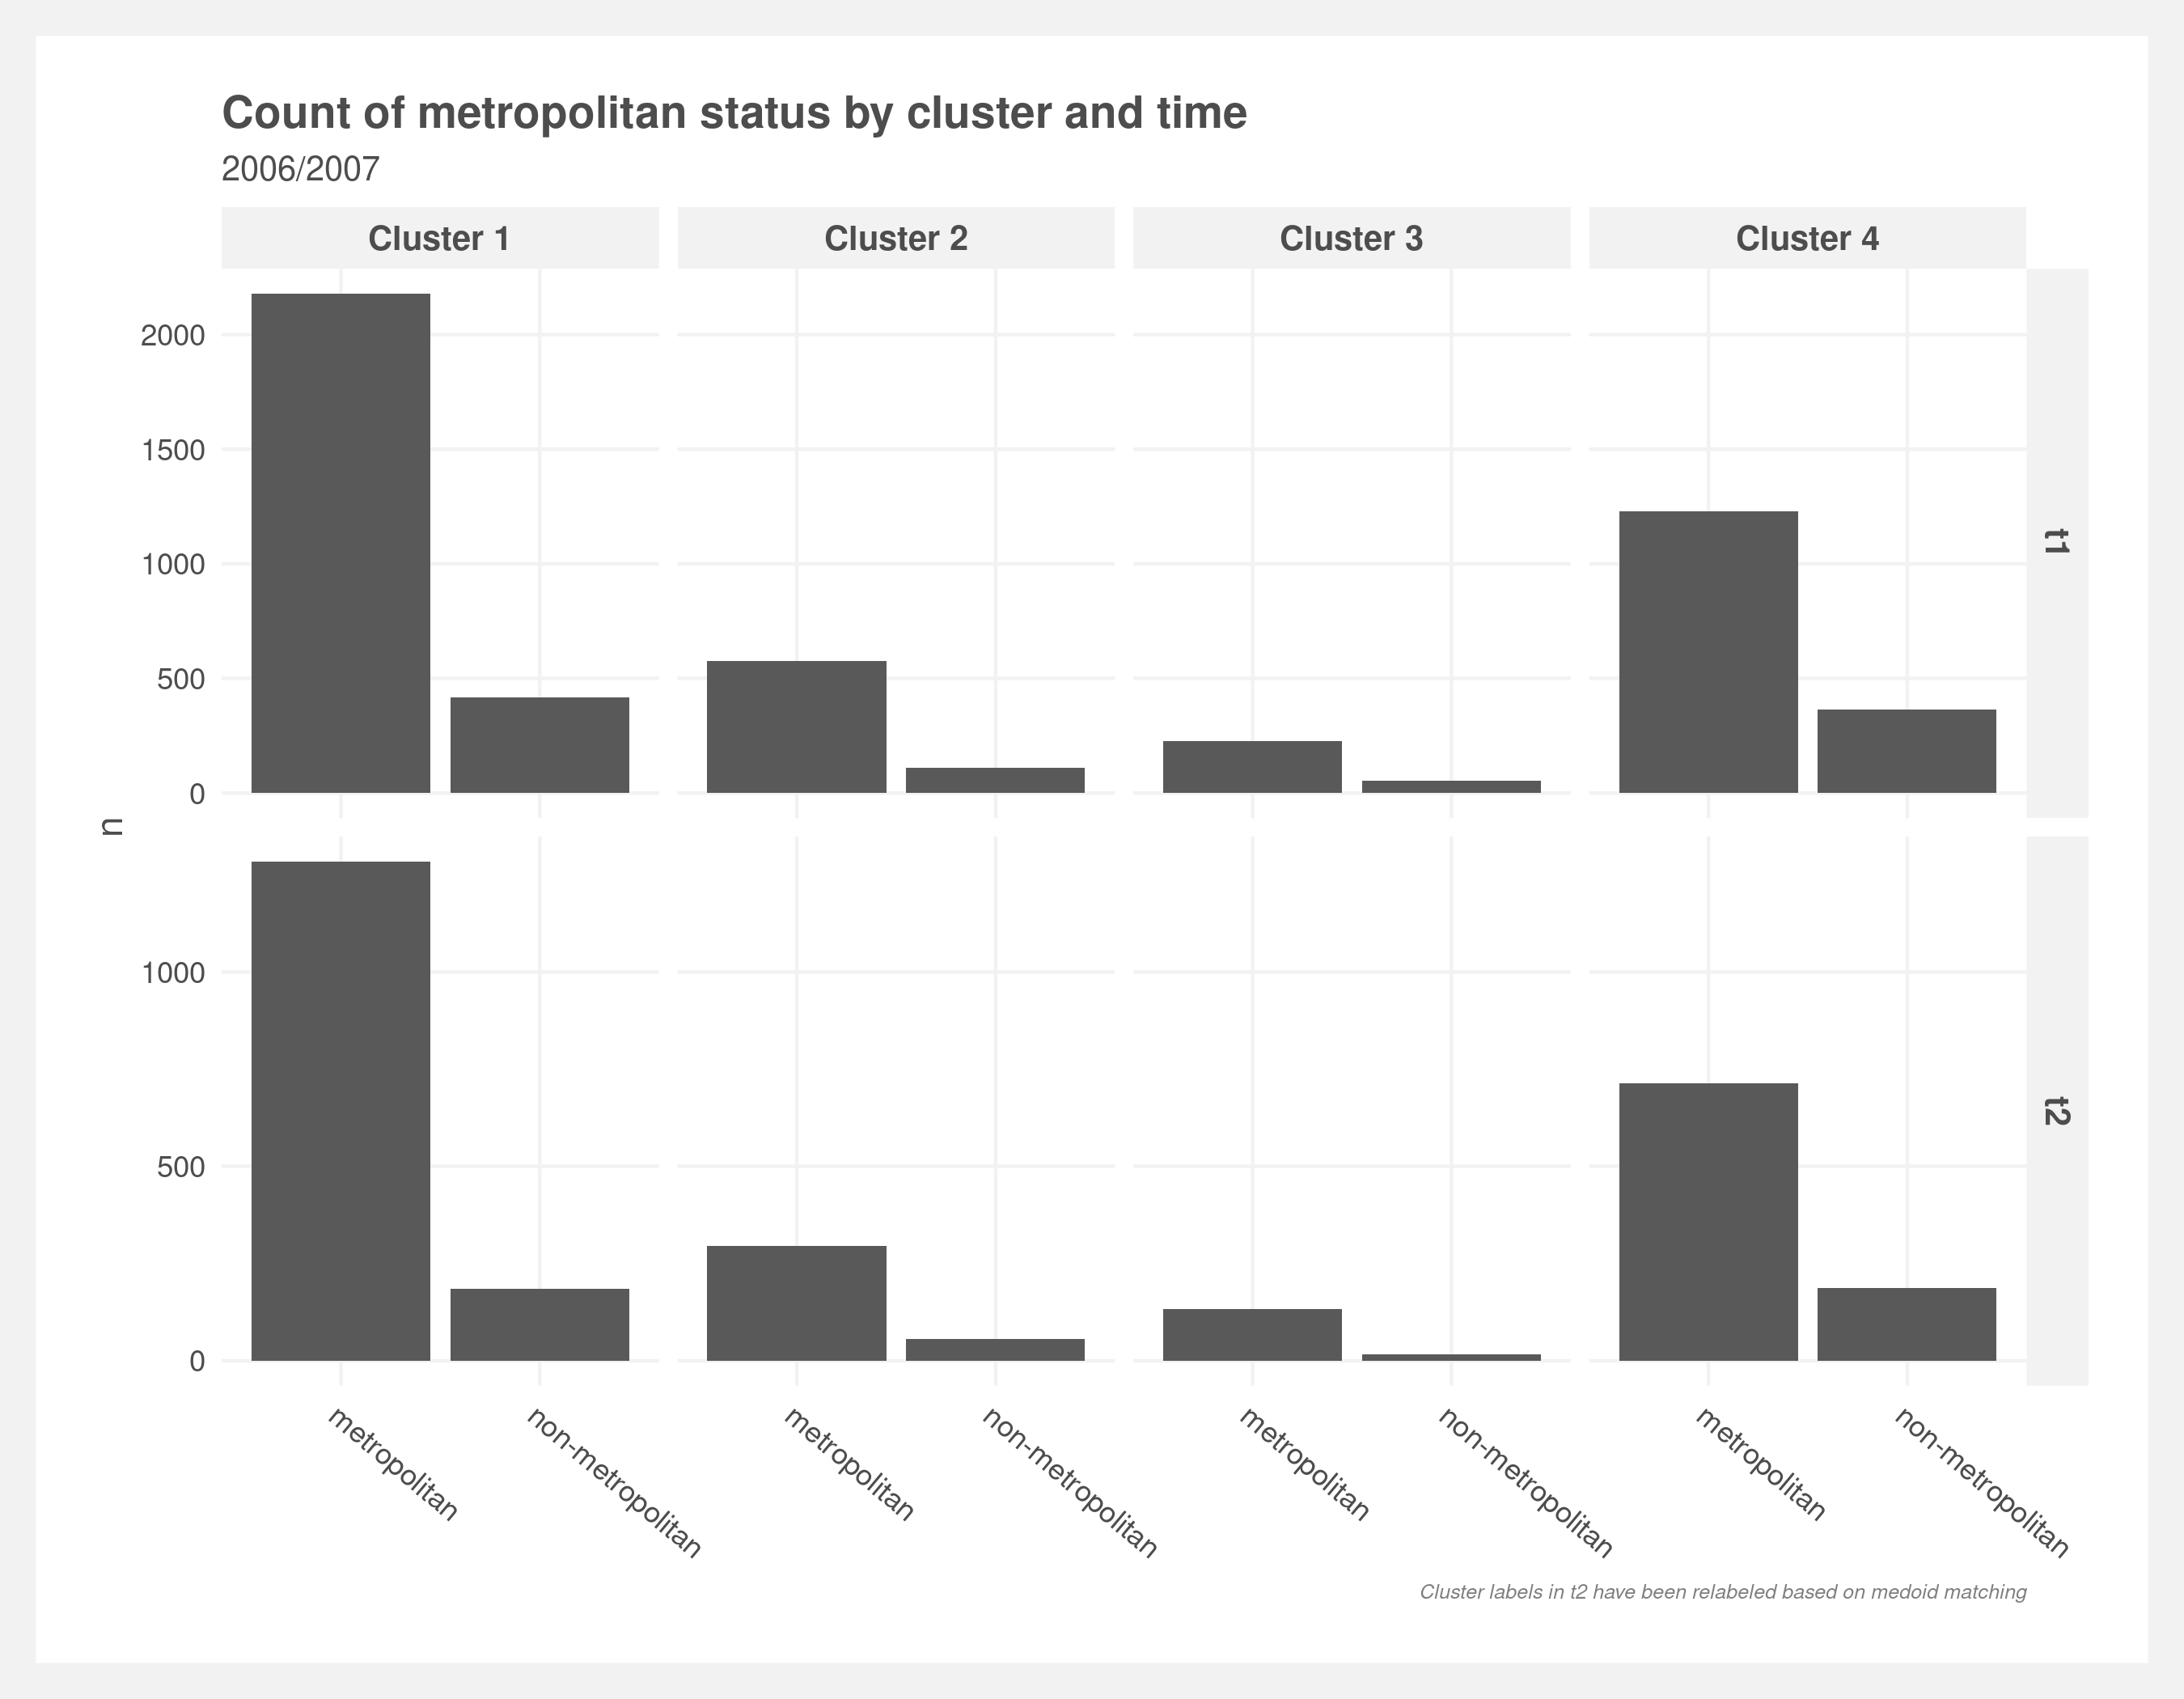 Count of metropolitan status by cluster and time
2006/2007
Cluster 1
Cluster 2
Cluster 3
Cluster 4
2000
1500
1000
500
0
t1
n
1000
500
0
t2
metropolitan
non-metropolitan
metropolitan
non-metropolitan
metropolitan
non-metropolitan
metropolitan
non-metropolitan
Cluster labels in t2 have been relabeled based on medoid matching